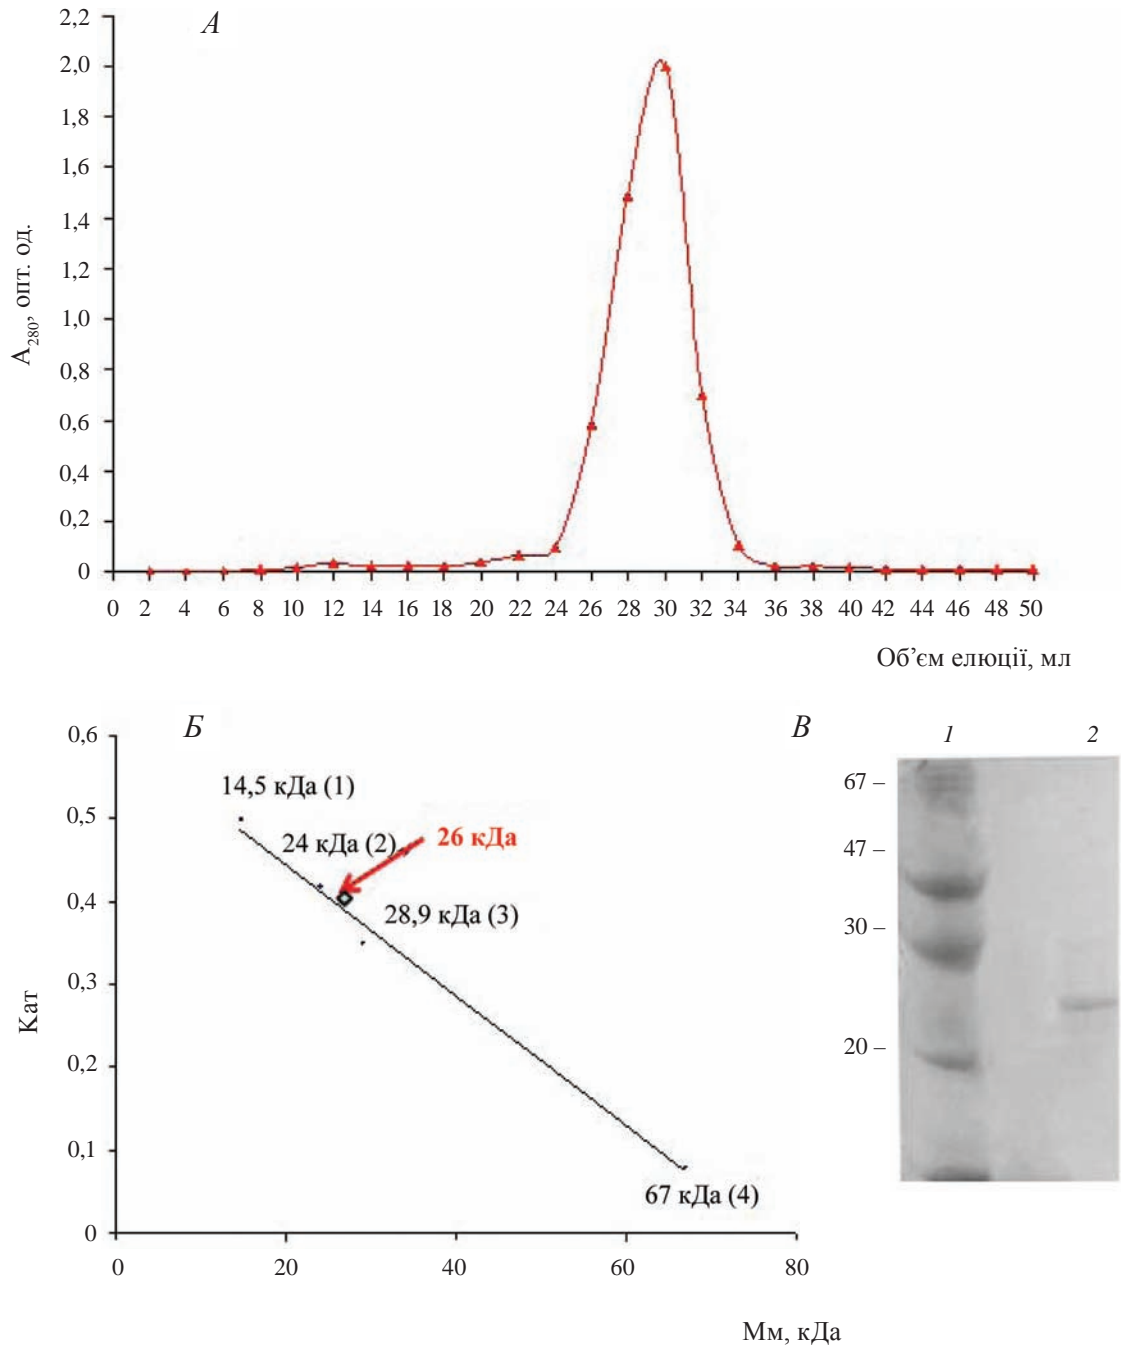 А
2,2
2,0
1,8
1,6
1,4
1,2
1,0
0,8
0,6
0,4
0,2
0
А280, опт. од.
0 2 4 6 8 10 12 14 16 18 20 22 24 26 28 30 32 34 36 38 40 42 44 46 48 50
Об’єм елюції, мл
Б
0,6
0,5
0,4
0,3
0,2
0,1
0
Кат
14,5 кДа (1)
24 кДа (2)
26 кДа
28,9 кДа (3)
67 кДа (4)
0 20 40 60 80
Мм, кДа
В
1 2
67 –
47 –
30 –
20 –